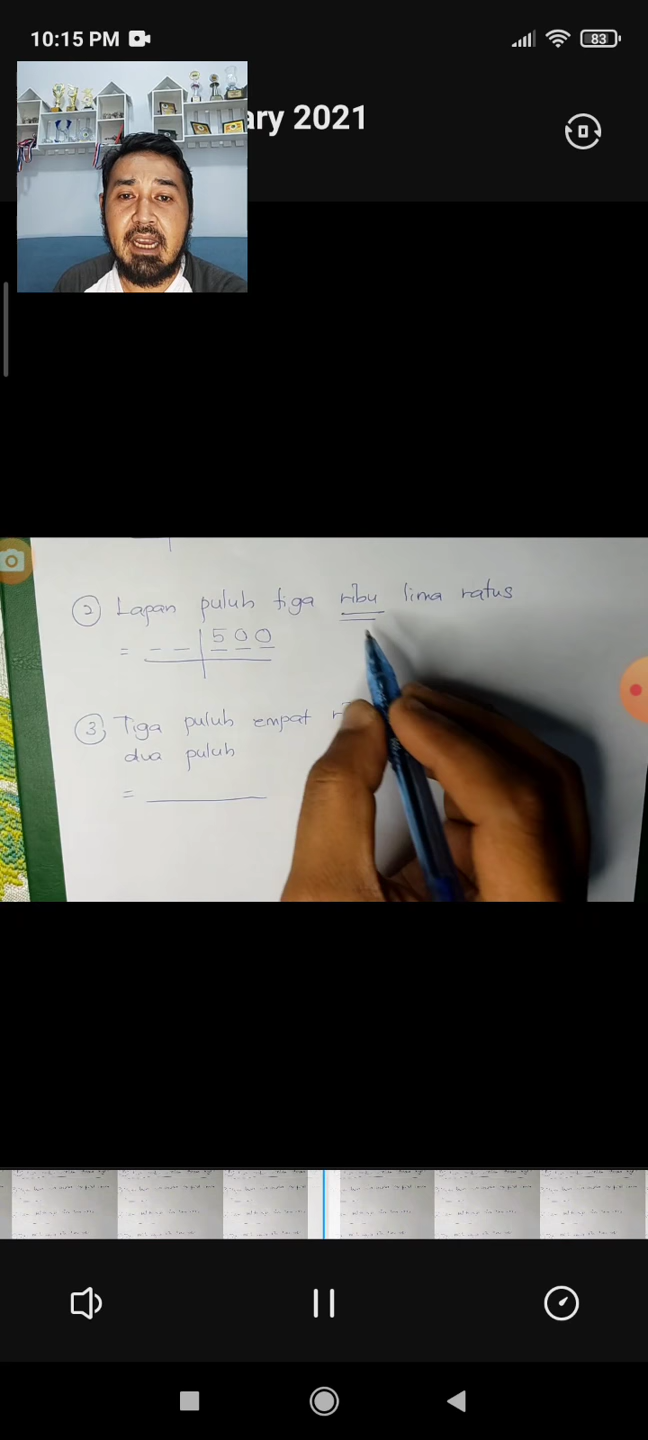 10:15 PM
83
ary 2021
② Lapan puluh tiga ribu lima ratus
= _ _ | 5 0 0
③ Tiga puluh empat
dua puluh
= ______